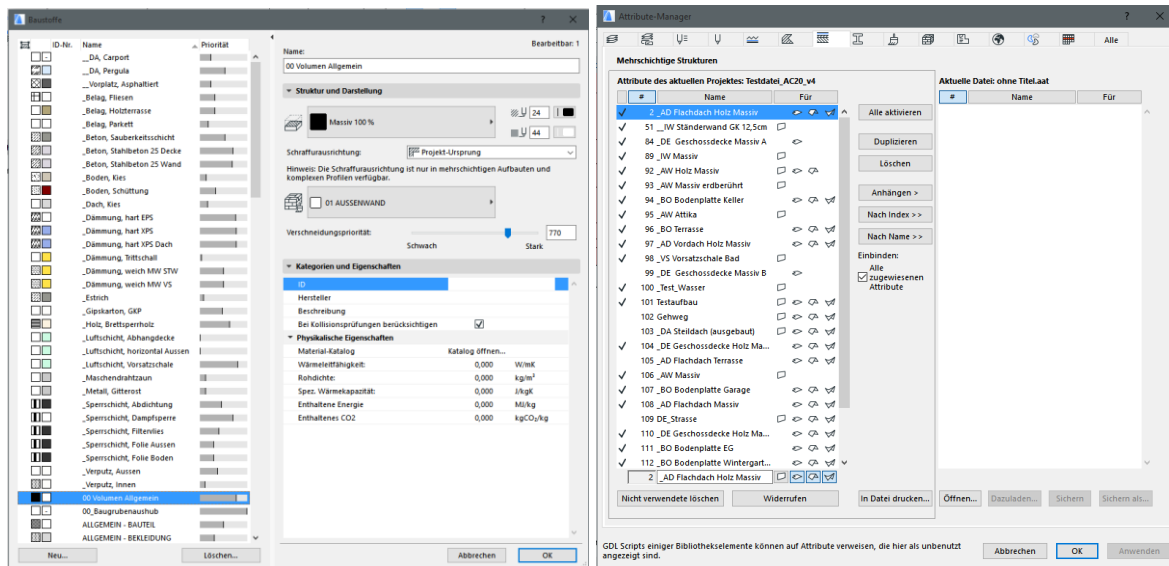 Baustoffe
ID-Nr. Name Priorität
__DA, Carport
__DA, Pergula
__Vorplatz, Asphaltiert
_Belag, Fliesen
_Belag, Holzterrasse
_Belag, Parkett
_Beton, Sauberkeitsschicht
_Beton, Stahlbeton 25 Decke
_Beton, Stahlbeton 25 Wand
_Boden, Kies
_Boden, Schüttung
_Dach, Kies
_Dämmung, hart EPS
_Dämmung, hart XPS
_Dämmung, hart XPS Dach
_Dämmung, Trittschall
_Dämmung, weich MW STW
_Dämmung, weich MW VS
_Estrich
_Gipskarton, GKP
_Holz, Brettsperrholz
_Luftschicht, Abhangdecke
_Luftschicht, horizontal Aussen
_Luftschicht, Vorsatzschale
_Maschendrahtzaun
_Metall, Gitterost
_Sperrschicht, Abdichtung
_Sperrschicht, Dampfsperre
_Sperrschicht, Filtervlies
_Sperrschicht, Folie Aussen
_Sperrschicht, Folie Boden
_Verputz, Aussen
_Verputz, Innen
00 Volumen Allgemein
00_Baugrubenaushub
ALLGEMEIN - BAUTEIL
ALLGEMEIN - BEKLEIDUNG
Neu...
Löschen...
Name:
Bearbeitbar: 1
00 Volumen Allgemein
Struktur und Darstellung
Massiv 100 %
24
44
Schraffurausrichtung:
Projekt-Ursprung
Hinweis: Die Schraffurausrichtung ist nur in mehrschichtigen Aufbauten und
komplexen Profilen verfügbar.
01 AUSSENWAND
Verschneidungspriorität:
770
Schwach Stark
Kategorien und Eigenschaften
ID
Hersteller
Beschreibung
Bei Kollisionsprüfungen berücksichtigen
Physikalische Eigenschaften
Material-Katalog Katalog öffnen...
Wärmeleitfähigkeit: 0,000 W/mK
Rohdichte: 0,000 kg/m³
Spez. Wärmekapazität: 0,000 J/kgK
Enthaltene Energie 0,000 MJ/kg
Enthaltenes CO2 0,000 kgCO₂/kg
Abbrechen
OK
Attribute-Manager
Alle
Mehrschichtige Strukturen
Attribute des aktuellen Projektes: Testdatei_AC20_v4
# Name Für
2 _AD Flachdach Holz Massiv
51 __IW Ständerwand GK 12,5cm
84 _DE Geschossdecke Massiv A
89 _IW Massiv
92 _AW Holz Massiv
93 _AW Massiv erdberührt
94 _BO Bodenplatte Keller
95 _AW Attika
96 _BO Terrasse
97 _AD Vordach Holz Massiv
98 _VS Vorsatzschale Bad
99 _DE Geschossdecke Massiv B
100 _Test_Wasser
101 Testaufbau
102 Gehweg
103 _DA Steildach (ausgebaut)
104 _DE Geschossdecke Holz Ma...
105 _AD Flachdach Terrasse
106 _AW Massiv
107 _BO Bodenplatte Garage
108 _AD Flachdach Massiv
109 DE_Strasse
110 _DE Geschossdecke Holz Ma...
111 _BO Bodenplatte EG
112 _BO Bodenplatte Wintergart...
2 _AD Flachdach Holz Massiv
Nicht verwendete löschen
Widerrufen
Alle aktivieren
Duplizieren
Löschen
Anhängen >
Nach Index >>
Nach Name >>
Einbinden:
Alle
zugewiesenen
Attribute
In Datei drucken...
Aktuelle Datei: ohne Titel.aat
# Name Für
Öffnen...
Dazuladen...
Sichern
Sichern als...
GDL Scripts einiger Bibliothekselemente können auf Attribute verweisen, die hier als unbenutzt
angezeigt sind.
Abbrechen
OK
Anwenden